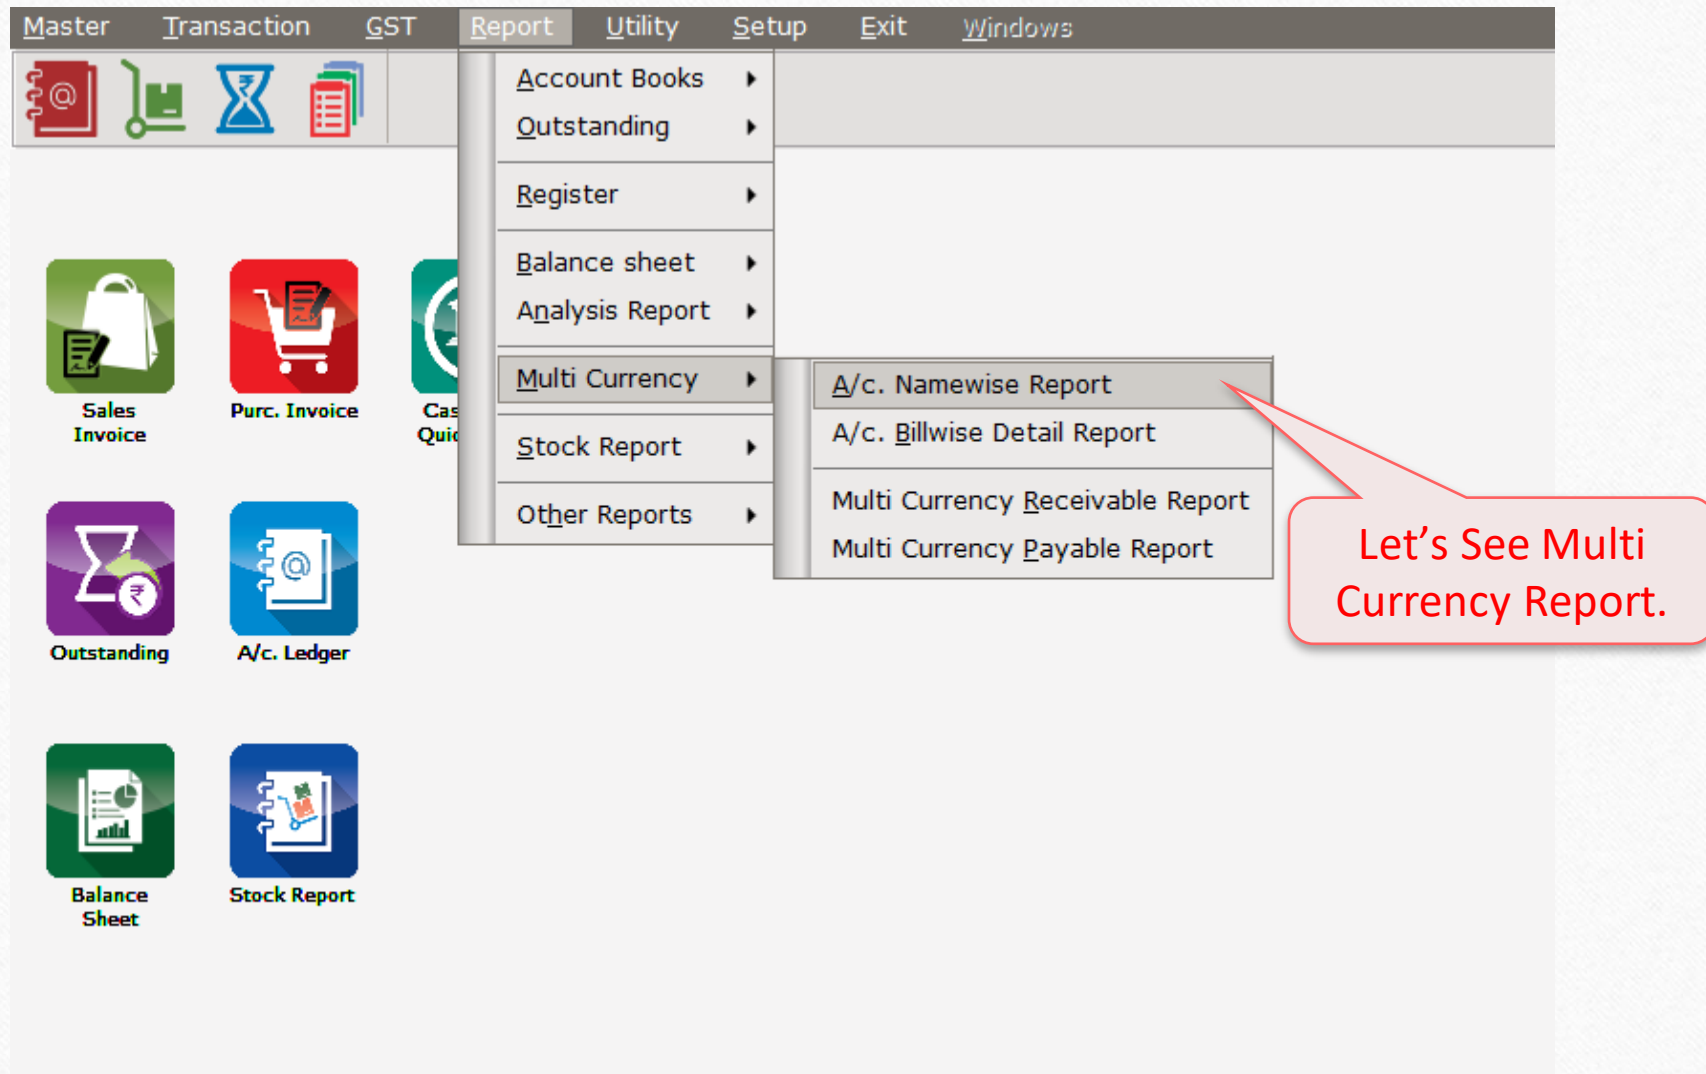 Master Transaction GST Report Utility Setup Exit Windows
Account Books
Outstanding
Register
Balance sheet
Analysis Report
Multi Currency
Stock Report
Other Reports
A/c. Namewise Report
A/c. Billwise Detail Report
Multi Currency Receivable Report
Multi Currency Payable Report
Let’s See Multi
Currency Report.
Sales
Invoice
Purc. Invoice
Outstanding
A/c. Ledger
Balance
Sheet
Stock Report